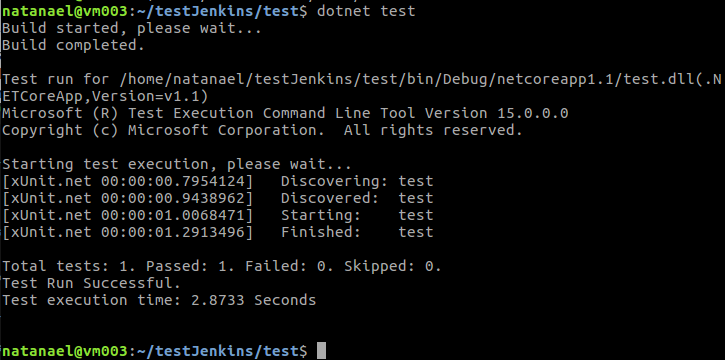 natanael@vm003:~/testJenkins/test$ dotnet test
Build started, please wait...
Build completed.

Test run for /home/natanael/testJenkins/test/bin/Debug/netcoreapp1.1/test.dll(.N
ETCoreApp,Version=v1.1)
Microsoft (R) Test Execution Command Line Tool Version 15.0.0.0
Copyright (c) Microsoft Corporation.  All rights reserved.

Starting test execution, please wait...
[xUnit.net 00:00:00.7954124]   Discovering: test
[xUnit.net 00:00:00.9438962]   Discovered:  test
[xUnit.net 00:00:01.0068471]   Starting:    test
[xUnit.net 00:00:01.2913496]   Finished:    test

Total tests: 1. Passed: 1. Failed: 0. Skipped: 0.
Test Run Successful.
Test execution time: 2.8733 Seconds

natanael@vm003:~/testJenkins/test$